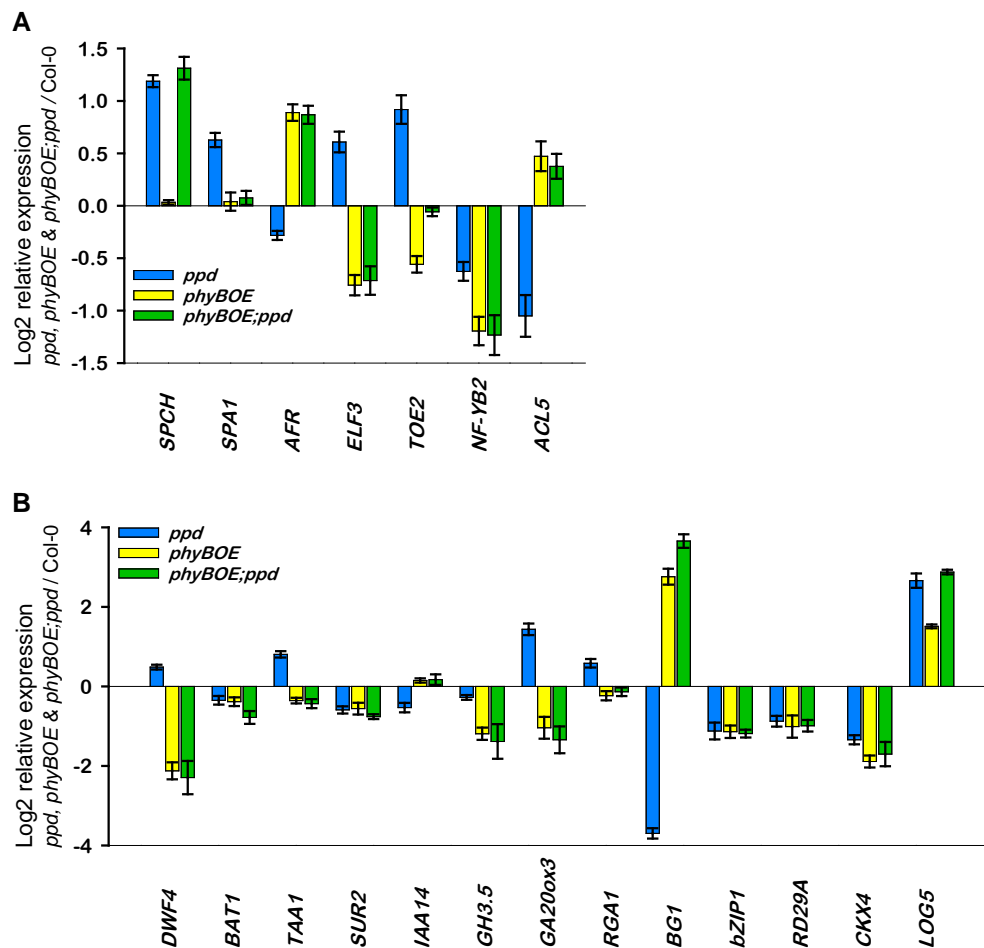 A
Log2 relative expression
ppd, phyBOE & phyBOE;ppd / Col-0
1.5
1.0
0.5
0.0
-0.5
-1.0
-1.5
ppd
phyBOE
phyBOE;ppd
SPCH
SPA1
AFR
ELF3
TOE2
NF-YB2
ACL5
B
Log2 relative expression
ppd, phyBOE & phyBOE;ppd / Col-0
4
2
0
-2
-4
ppd
phyBOE
phyBOE;ppd
DWF4
BAT1
TAA1
SUR2
IAA14
GH3.5
GA20ox3
RGA1
BG1
bZIP1
RD29A
CKX4
LOG5